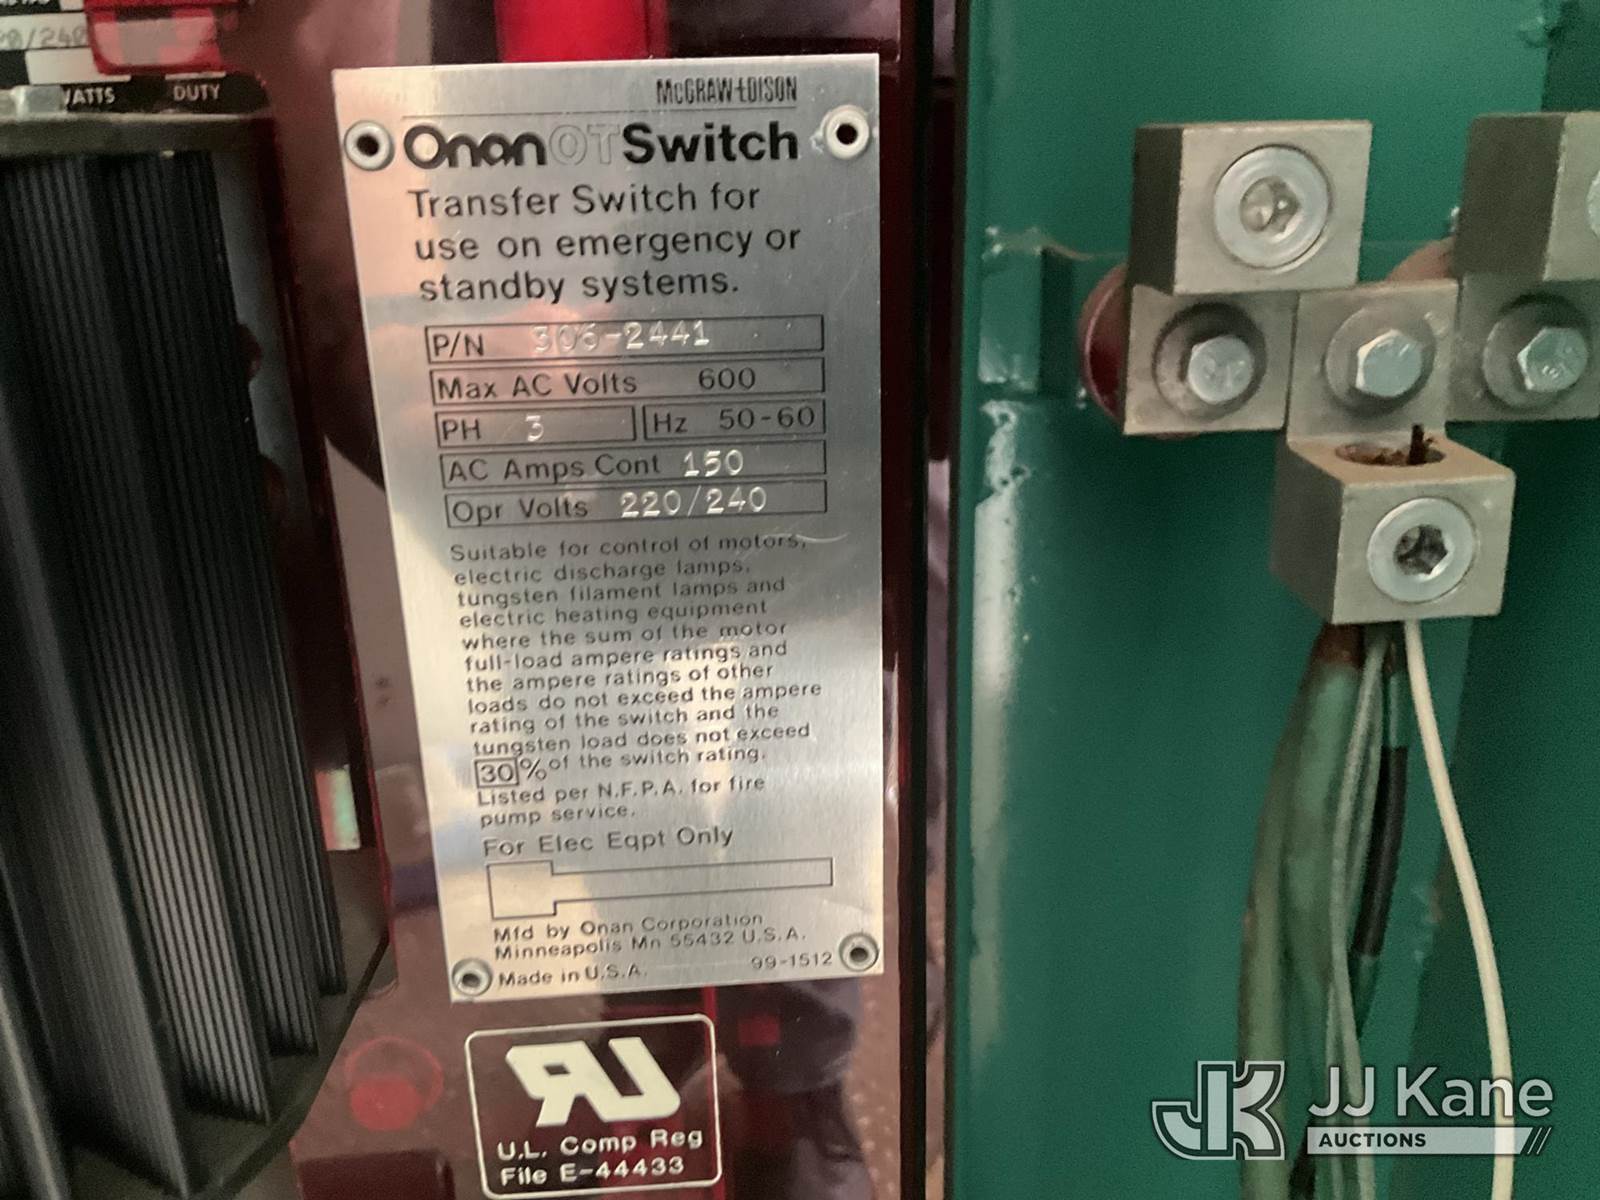 WATTS DUTY
McGRAW-EDISON
OnanOTSwitch
Transfer Switch for
use on emergency or
standby systems.
P/N 306-2441
Max AC Volts 600
PH 3 Hz 50-60
AC Amps Cont 150
Opr Volts 220/240
Suitable for control of motors,
electric discharge lamps,
tungsten filament lamps and
electric heating equipment
where the sum of the motor
full-load ampere ratings and
the ampere ratings of other
loads do not exceed the ampere
rating of the switch and the
tungsten load does not exceed
30% of the switch rating.
Listed per N.F.P.A. for fire
pump service.
For Elec Eqpt Only
Mfd by Onan Corporation
Minneapolis Mn 55432 U.S.A.
Made in U.S.A. 99-1512
U.L. Comp Reg
File E-44433
JK JJ Kane
AUCTIONS